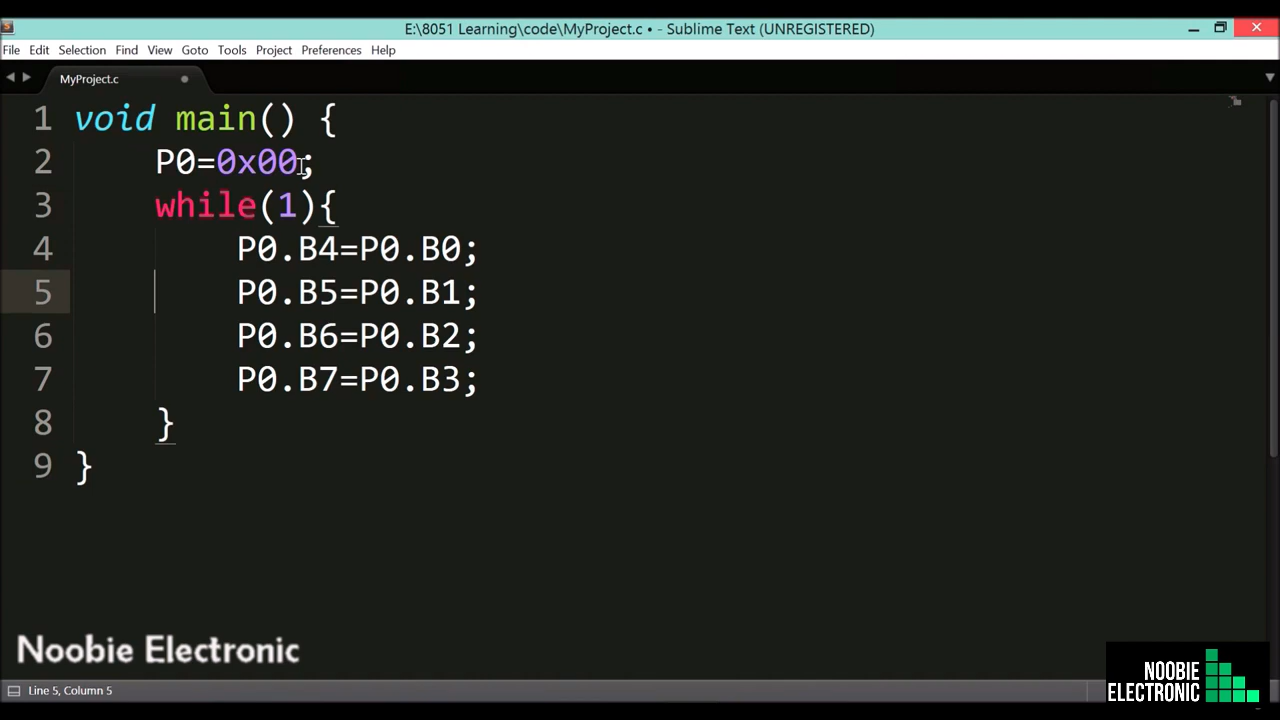 E:\8051 Learning\code\MyProject.c • - Sublime Text (UNREGISTERED)
File Edit Selection Find View Goto Tools Project Preferences Help
MyProject.c
1 void main() {
2 P0=0x00;
3 while(1){
4 P0.B4=P0.B0;
5 P0.B5=P0.B1;
6 P0.B6=P0.B2;
7 P0.B7=P0.B3;
8 }
9 }
Noobie Electronic
NOOBIE
ELECTRONIC
Line 5, Column 5